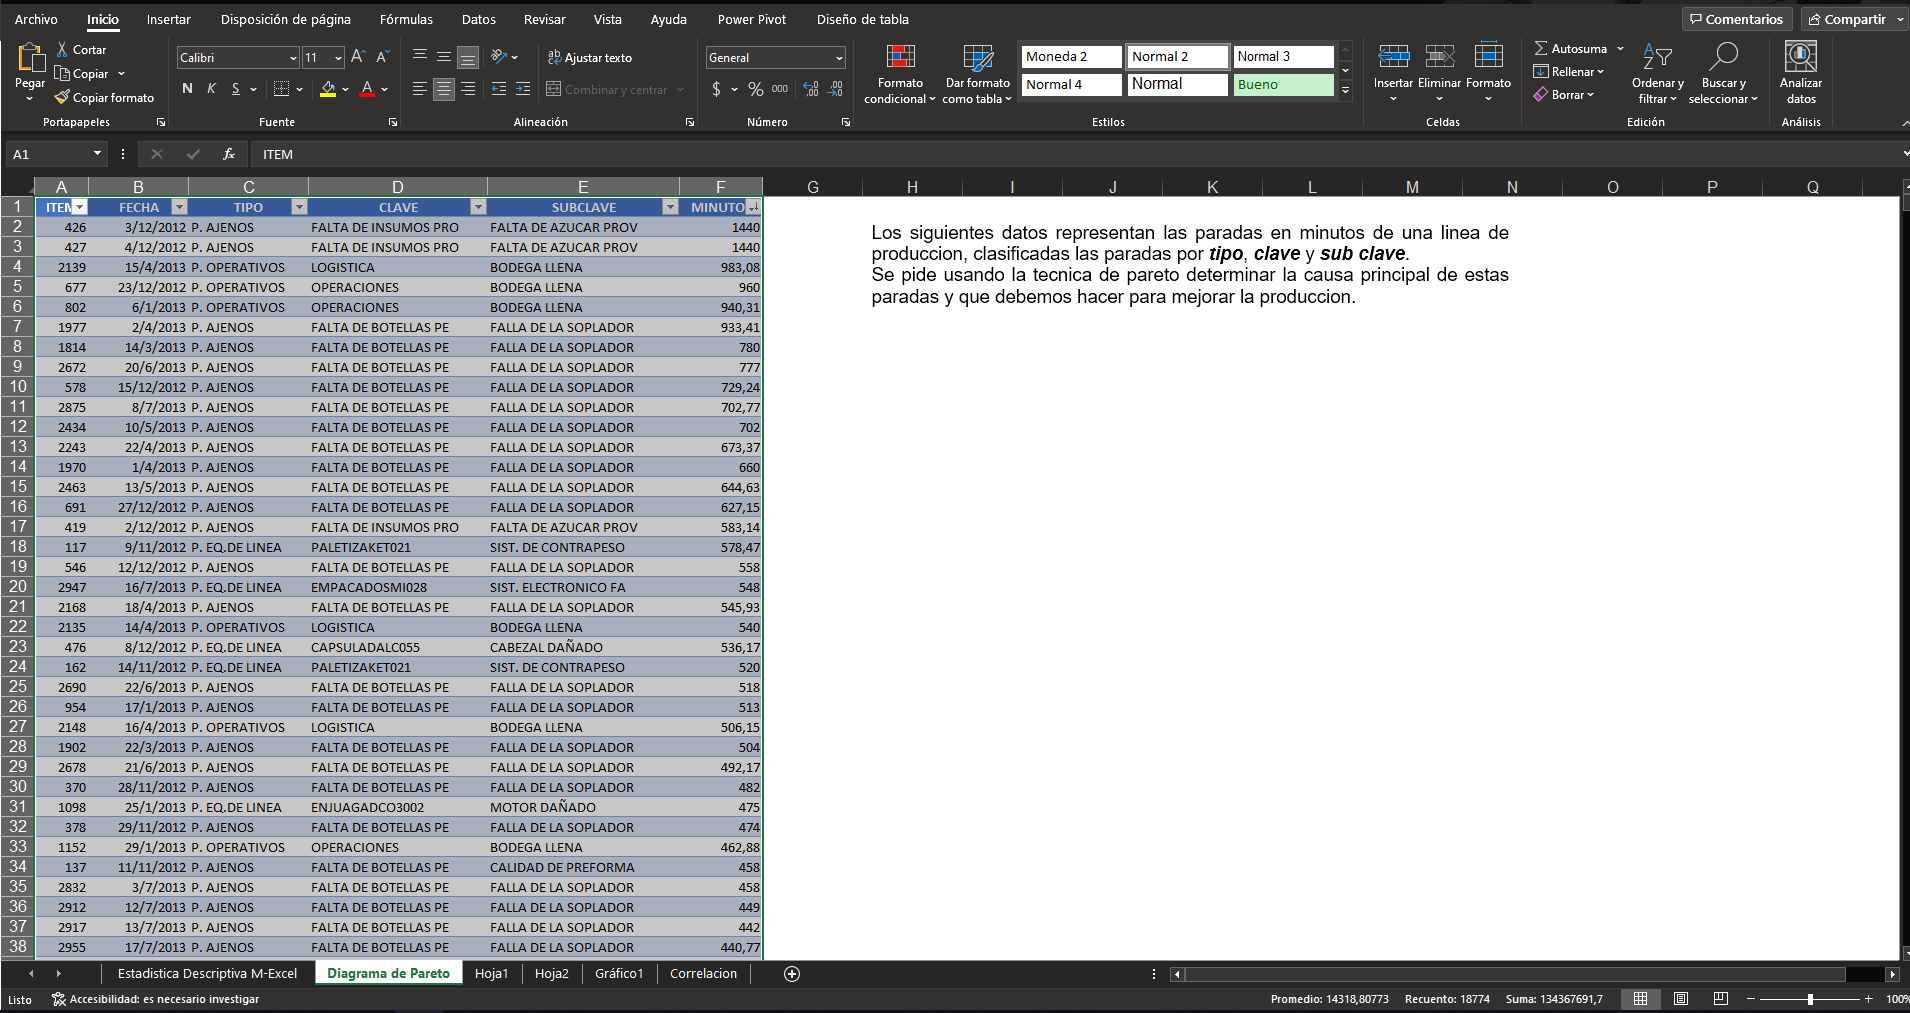 Archivo Inicio Insertar Disposición de página Fórmulas Datos Revisar Vista Ayuda Power Pivot Diseño de tabla Comentarios Compartir
Pegar Cortar Copiar Copiar formato
Portapapeles
Calibri 11
N K S A
Fuente
Ajustar texto
Combinar y centrar
Alineación
General
$ % 000
Número
Formato condicional
Dar formato como tabla
Moneda 2 Normal 2 Normal 3
Normal 4 Normal Bueno
Estilos
Insertar Eliminar Formato
Celdas
Autosuma
Rellenar
Borrar
Ordenar y filtrar
Buscar y seleccionar
Edición
Analizar datos
Análisis
A1 fx ITEM
A B C D E F G H I J K L M N O P Q
1 ITEM FECHA TIPO CLAVE SUBCLAVE MINUTO
2 426 3/12/2012 P. AJENOS FALTA DE INSUMOS PRO FALTA DE AZUCAR PROV 1440
3 427 4/12/2012 P. AJENOS FALTA DE INSUMOS PRO FALTA DE AZUCAR PROV 1440
4 2139 15/4/2013 P. OPERATIVOS LOGISTICA BODEGA LLENA 983,08
5 677 23/12/2012 P. OPERATIVOS OPERACIONES BODEGA LLENA 960
6 802 6/1/2013 P. OPERATIVOS OPERACIONES BODEGA LLENA 940,31
7 1977 2/4/2013 P. AJENOS FALTA DE BOTELLAS PE FALLA DE LA SOPLADOR 933,41
8 1814 14/3/2013 P. AJENOS FALTA DE BOTELLAS PE FALLA DE LA SOPLADOR 780
9 2672 20/6/2013 P. AJENOS FALTA DE BOTELLAS PE FALLA DE LA SOPLADOR 777
10 578 15/12/2012 P. AJENOS FALTA DE BOTELLAS PE FALLA DE LA SOPLADOR 729,24
11 2875 8/7/2013 P. AJENOS FALTA DE BOTELLAS PE FALLA DE LA SOPLADOR 702,77
12 2434 10/5/2013 P. AJENOS FALTA DE BOTELLAS PE FALLA DE LA SOPLADOR 702
13 2243 22/4/2013 P. AJENOS FALTA DE BOTELLAS PE FALLA DE LA SOPLADOR 673,37
14 1970 1/4/2013 P. AJENOS FALTA DE BOTELLAS PE FALLA DE LA SOPLADOR 660
15 2463 13/5/2013 P. AJENOS FALTA DE BOTELLAS PE FALLA DE LA SOPLADOR 644,63
16 691 27/12/2012 P. AJENOS FALTA DE BOTELLAS PE FALLA DE LA SOPLADOR 627,15
17 419 2/12/2012 P. AJENOS FALTA DE INSUMOS PRO FALTA DE AZUCAR PROV 583,14
18 117 9/11/2012 P. EQ.DE LINEA PALETIZAKET021 SIST. DE CONTRAPESO 578,47
19 546 12/12/2012 P. AJENOS FALTA DE BOTELLAS PE FALLA DE LA SOPLADOR 558
20 2947 16/7/2013 P. EQ.DE LINEA EMPACADOSMI028 SIST. ELECTRONICO FA 548
21 2168 18/4/2013 P. AJENOS FALTA DE BOTELLAS PE FALLA DE LA SOPLADOR 545,93
22 2135 14/4/2013 P. OPERATIVOS LOGISTICA BODEGA LLENA 540
23 476 8/12/2012 P. EQ.DE LINEA CAPSULADALC055 CABEZAL DAÑADO 536,17
24 162 14/11/2012 P. EQ.DE LINEA PALETIZAKET021 SIST. DE CONTRAPESO 520
25 2690 22/6/2013 P. AJENOS FALTA DE BOTELLAS PE FALLA DE LA SOPLADOR 518
26 954 17/1/2013 P. AJENOS FALTA DE BOTELLAS PE FALLA DE LA SOPLADOR 513
27 2148 16/4/2013 P. OPERATIVOS LOGISTICA BODEGA LLENA 506,15
28 1902 22/3/2013 P. AJENOS FALTA DE BOTELLAS PE FALLA DE LA SOPLADOR 504
29 2678 21/6/2013 P. AJENOS FALTA DE BOTELLAS PE FALLA DE LA SOPLADOR 492,17
30 370 28/11/2012 P. AJENOS FALTA DE BOTELLAS PE FALLA DE LA SOPLADOR 482
31 1098 25/1/2013 P. EQ.DE LINEA ENJUAGADCO3002 MOTOR DAÑADO 475
32 378 29/11/2012 P. AJENOS FALTA DE BOTELLAS PE FALLA DE LA SOPLADOR 474
33 1152 29/1/2013 P. OPERATIVOS OPERACIONES BODEGA LLENA 462,88
34 137 11/11/2012 P. AJENOS FALTA DE BOTELLAS PE CALIDAD DE PREFORMA 458
35 2832 3/7/2013 P. AJENOS FALTA DE BOTELLAS PE FALLA DE LA SOPLADOR 458
36 2912 12/7/2013 P. AJENOS FALTA DE BOTELLAS PE FALLA DE LA SOPLADOR 449
37 2917 13/7/2013 P. AJENOS FALTA DE BOTELLAS PE FALLA DE LA SOPLADOR 442
38 2955 17/7/2013 P. AJENOS FALTA DE BOTELLAS PE FALLA DE LA SOPLADOR 440,77
Los siguientes datos representan las paradas en minutos de una linea de
produccion, clasificadas las paradas por tipo, clave y sub clave.
Se pide usando la tecnica de pareto determinar la causa principal de estas
paradas y que debemos hacer para mejorar la produccion.
Estadistica Descriptiva M-Excel Diagrama de Pareto Hoja1 Hoja2 Gráfico1 Correlacion
Listo Accesibilidad: es necesario investigar Promedio: 14318,80773 Recuento: 18774 Suma: 134367691,7 100%